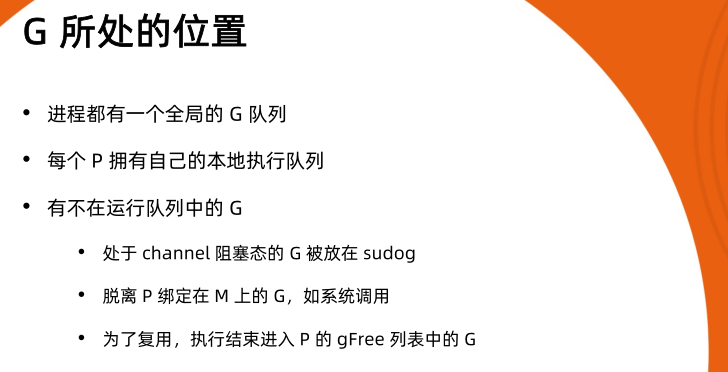 G 所处的位置
进程都有一个全局的 G 队列
每个 P 拥有自己的本地执行队列
有不在运行队列中的 G
处于 channel 阻塞态的 G 被放在 sudog
脱离 P 绑定在 M 上的 G，如系统调用
为了复用，执行结束进入 P 的 gFree 列表中的 G